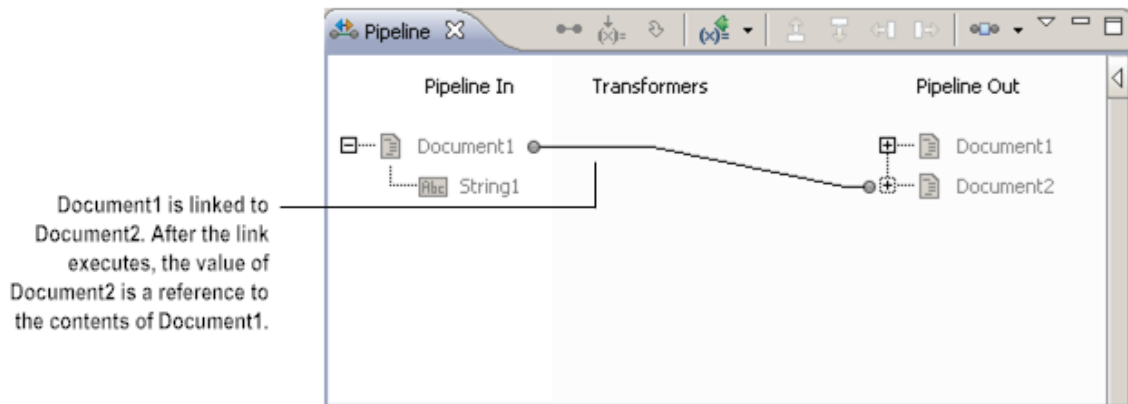 Pipeline
(x)= (x)=
Pipeline In Transformers Pipeline Out
Document1 Document1
Abc String1 Document2
Document1 is linked to
Document2. After the link
executes, the value of
Document2 is a reference to
the contents of Document1.